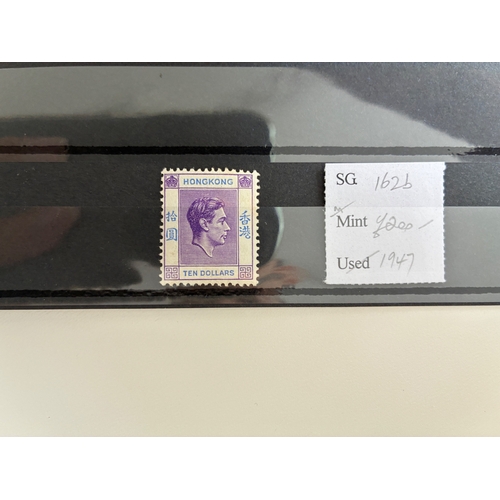 HONGKONG
拾圓
香港
TEN DOLLARS
SG. 162b
Mint £200/-
Used 1947